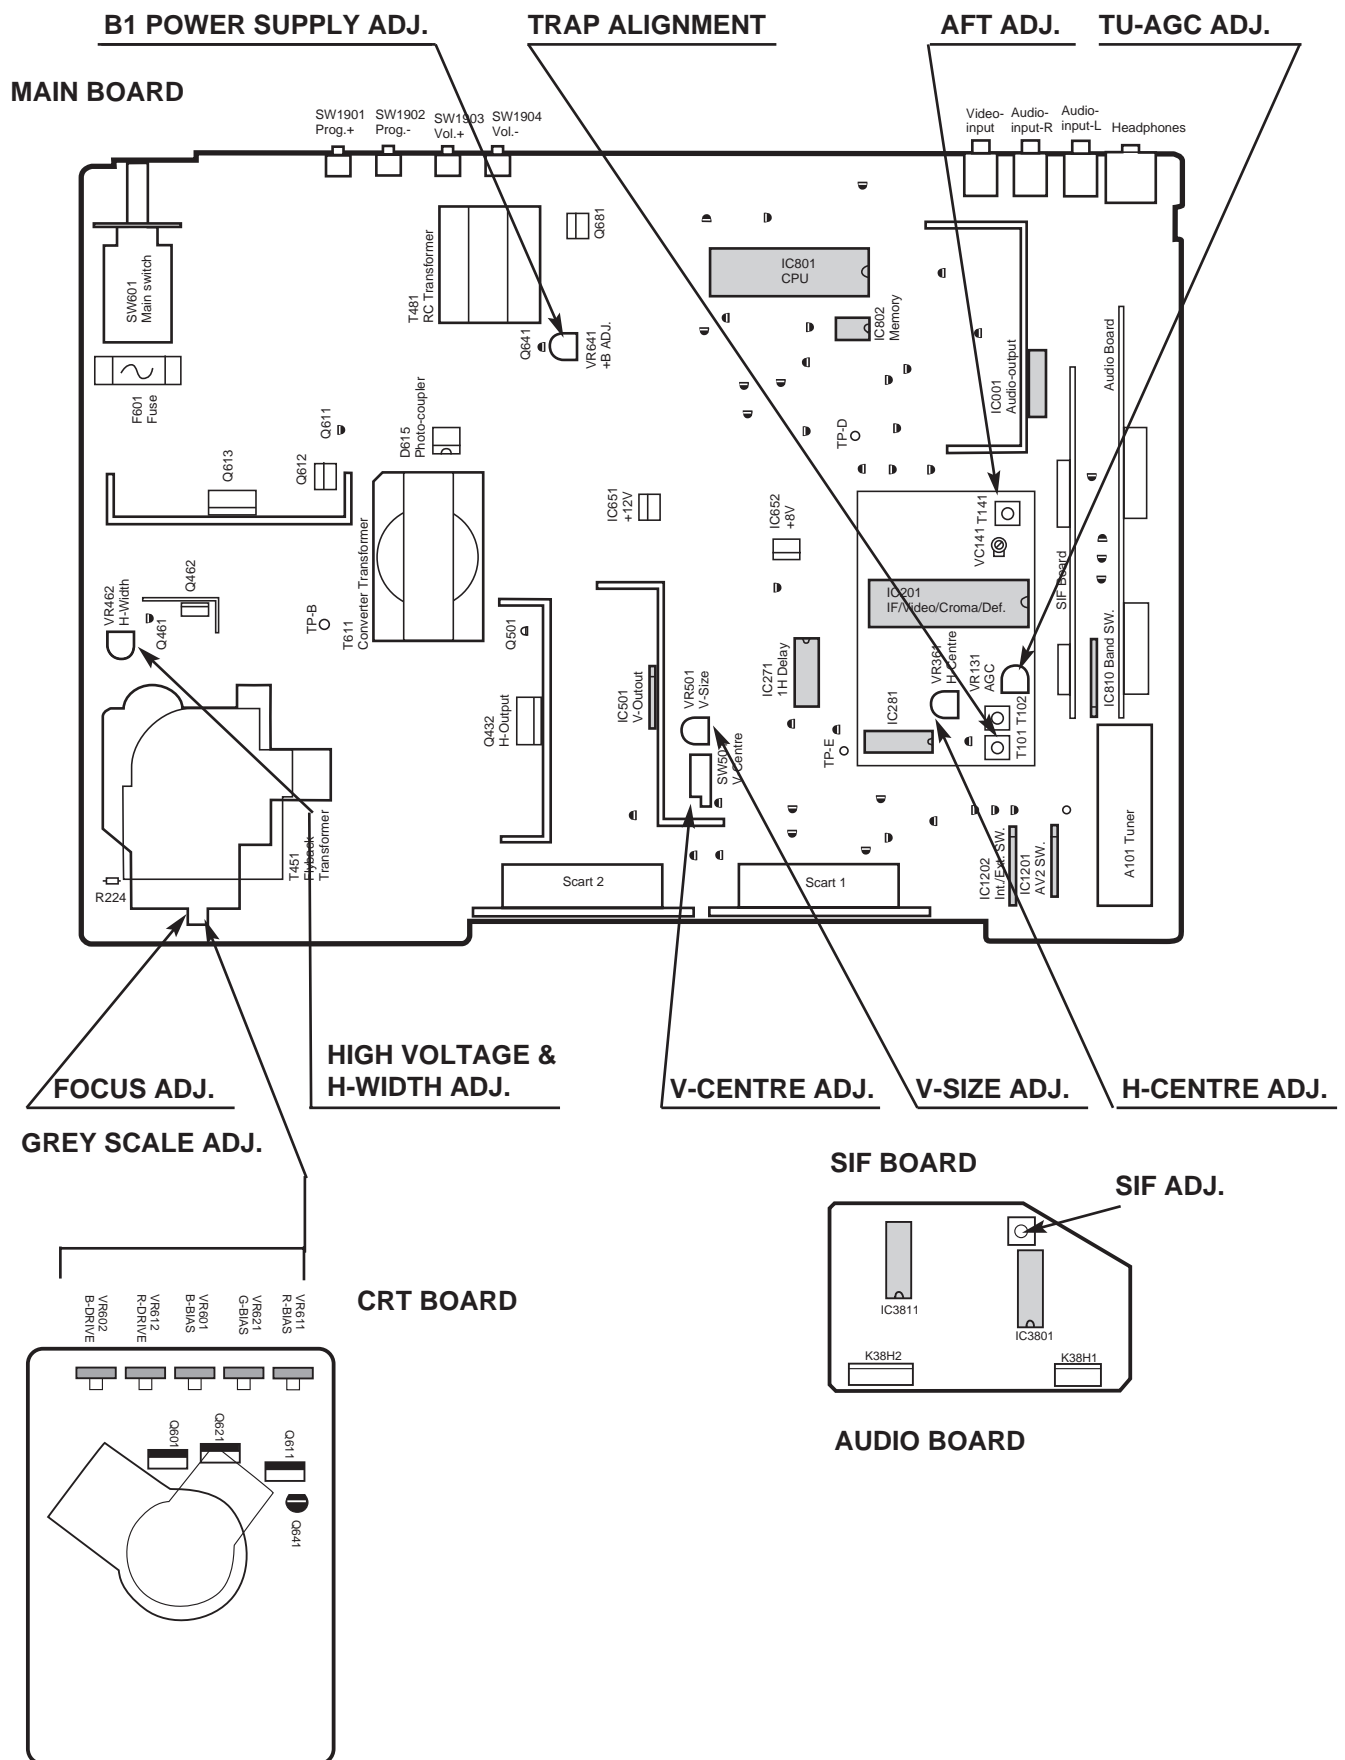 B1 POWER SUPPLY ADJ.
TRAP ALIGNMENT
AFT ADJ.
TU-AGC ADJ.
MAIN BOARD
SW1901
Prog.+
SW1902
Prog.-
SW1903
Vol.+
SW1904
Vol.-
Video-
input
Audio-
input-R
Audio-
input-L
Headphones
SW601
Main switch
T481
RC Transformer
Q681
IC801
CPU
IC802
Memory
Q641
VR641
+B ADJ.
F601
Fuse
Q611
D615
Photo-coupler
TP-D
IC001
Audio-output
Audio Board
Q613
Q612
IC651
+12V
IC652
+8V
VC141 T141
SIF Board
VR462
H-Width
Q461
Q462
TP-B
T611
Converter Transformer
Q501
IC201
IF/Video/Croma/Def.
IC271
1H Delay
VR361
H-Centre
VR131
AGC
IC810 Band SW.
Q432
H-Output
IC501
V-Outout
VR501
V-Size
SW501
V-Centre
TP-E
IC281
T101 T102
T451
Flyback
Transformer
R224
Scart 2
Scart 1
IC1202
Int./Ext. SW.
IC1201
AV2 SW.
A101 Tuner
HIGH VOLTAGE &
H-WIDTH ADJ.
FOCUS ADJ.
V-CENTRE ADJ.
V-SIZE ADJ.
H-CENTRE ADJ.
GREY SCALE ADJ.
SIF BOARD
SIF ADJ.
VR602
B-DRIVE
VR612
R-DRIVE
VR601
B-BIAS
VR621
G-BIAS
VR611
R-BIAS
CRT BOARD
IC3811
IC3801
K38H2
K38H1
Q601
Q621
Q611
Q641
AUDIO BOARD